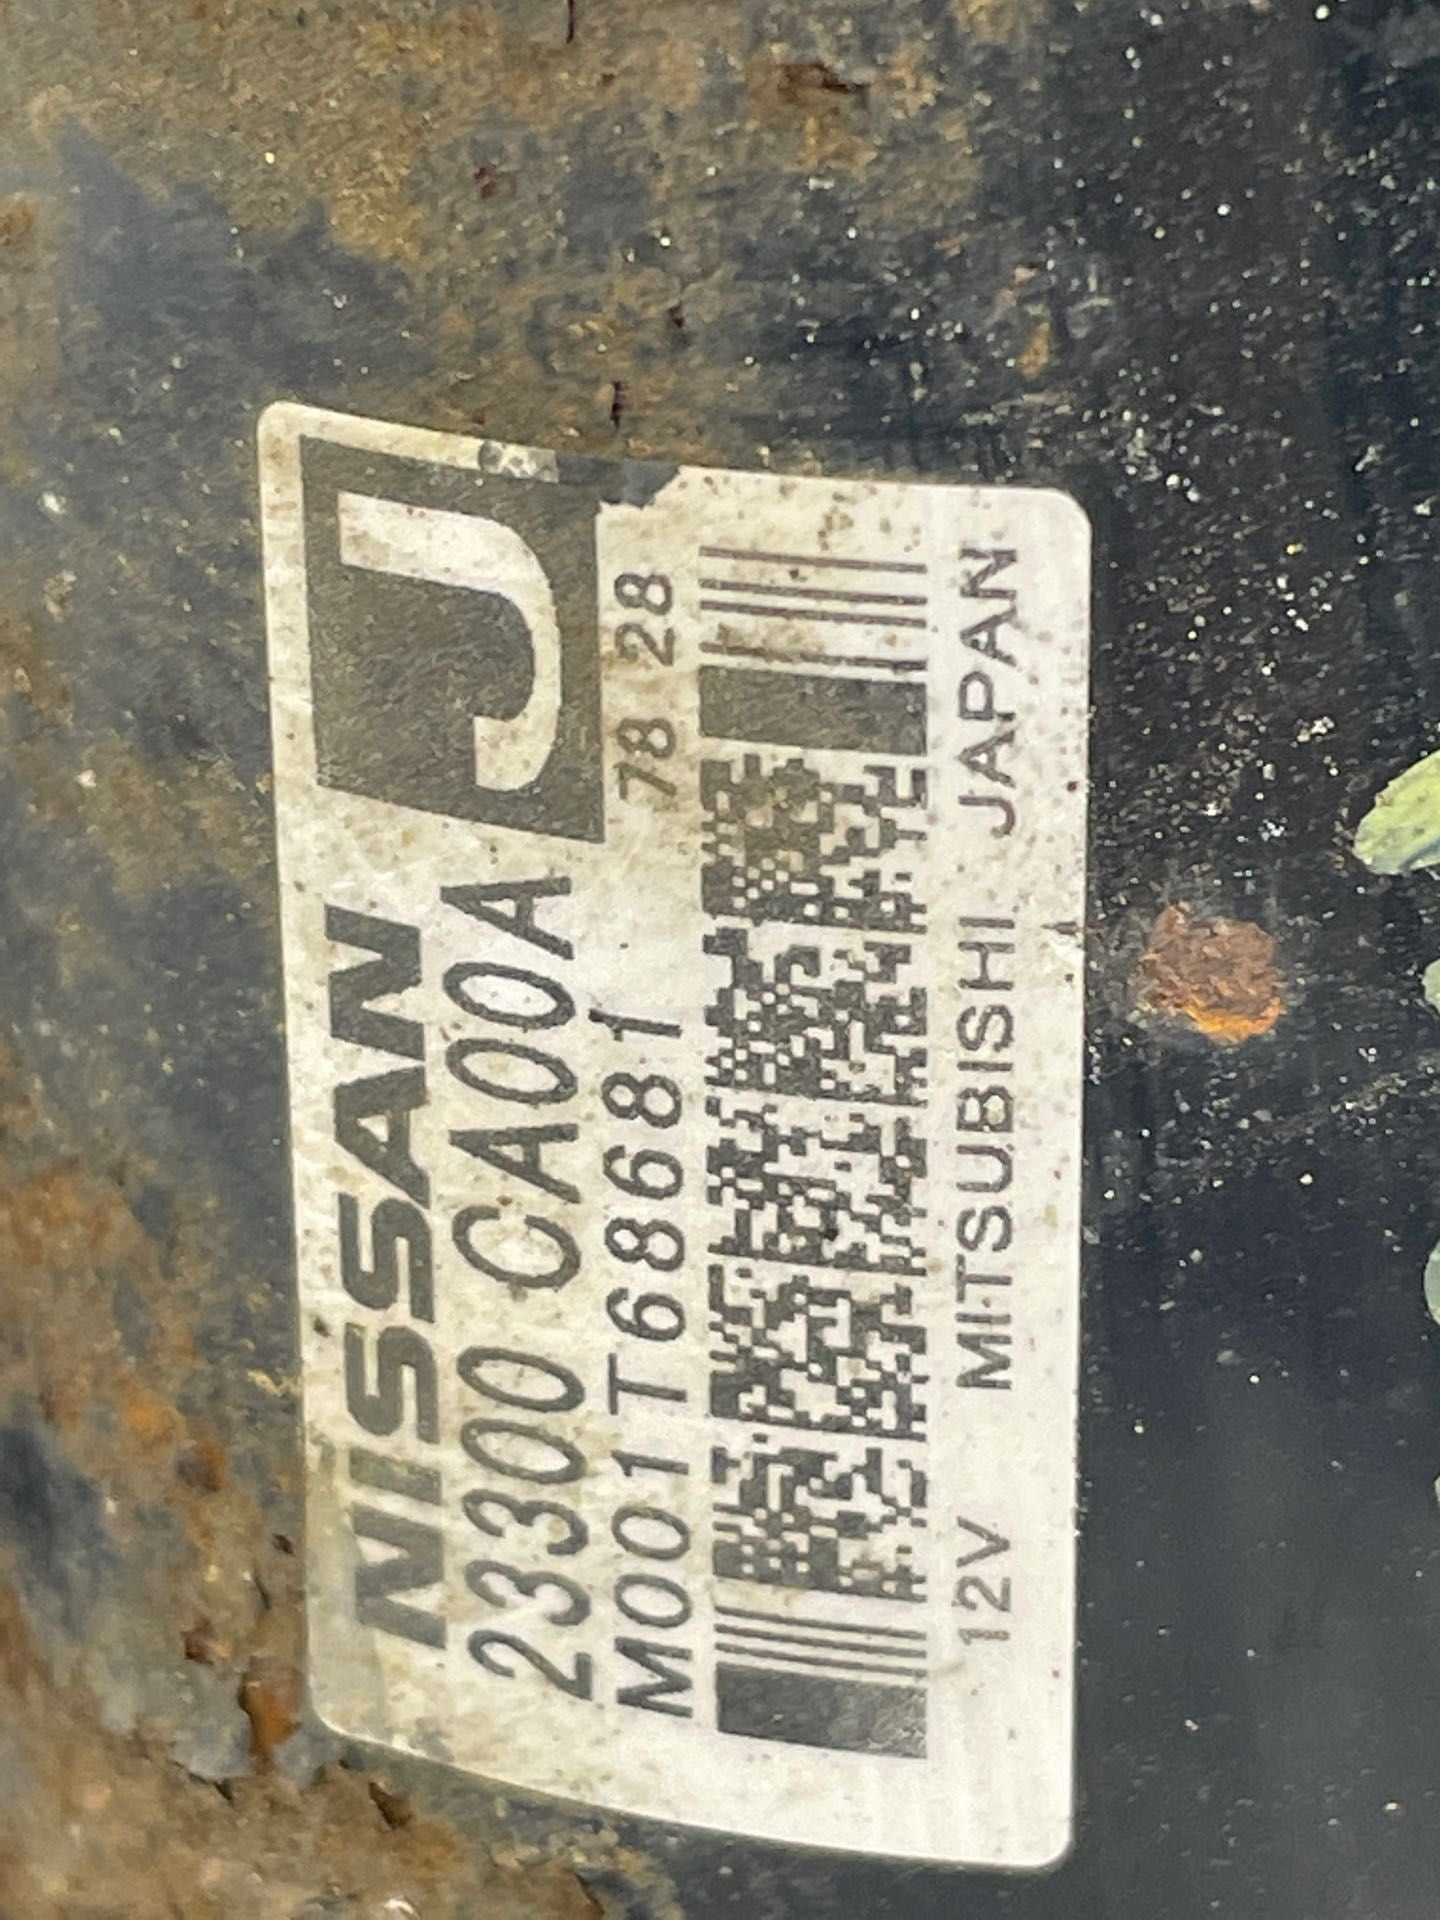 NISSAN J
23300 CA00A
M001T68681 78 28
12V MITSUBISHI JAPAN